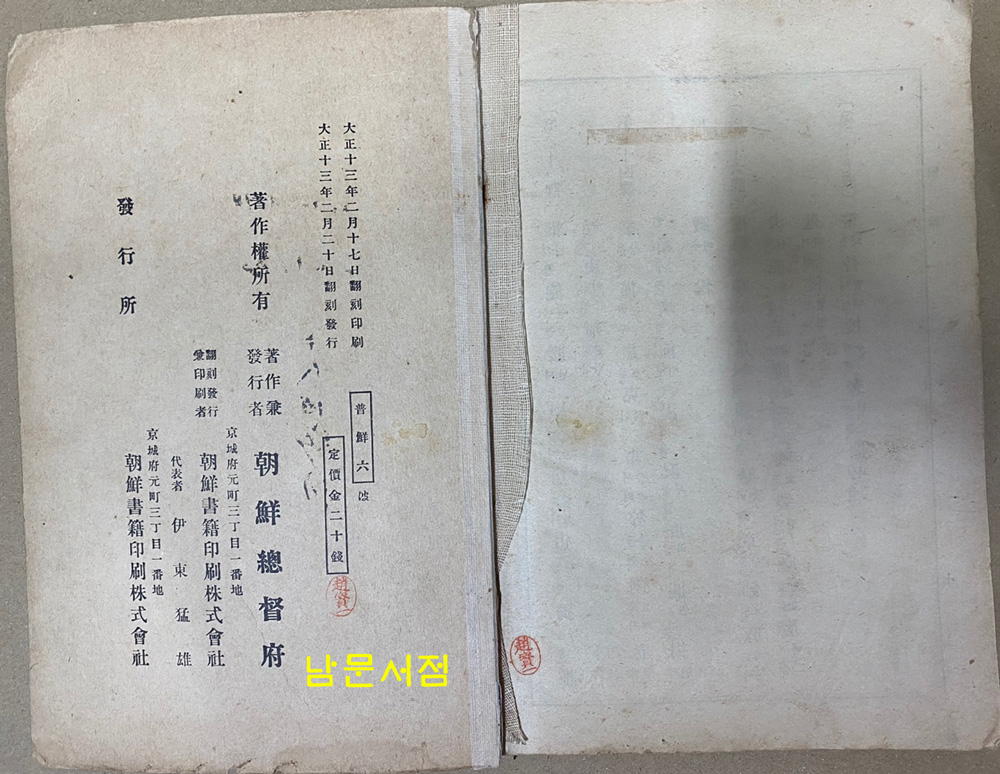 大正十三年二月十七日翻刻印刷
大正十三年二月二十日翻刻發行
普鮮六
定價金二十錢
著作權所有
著作兼
發行者
朝鮮總督府
京城府元町三丁目一番地
翻刻發行
兼印刷者
朝鮮書籍印刷株式會社
代表者 伊東猛雄
京城府元町三丁目一番地
發行所
朝鮮書籍印刷株式會社
남문서점